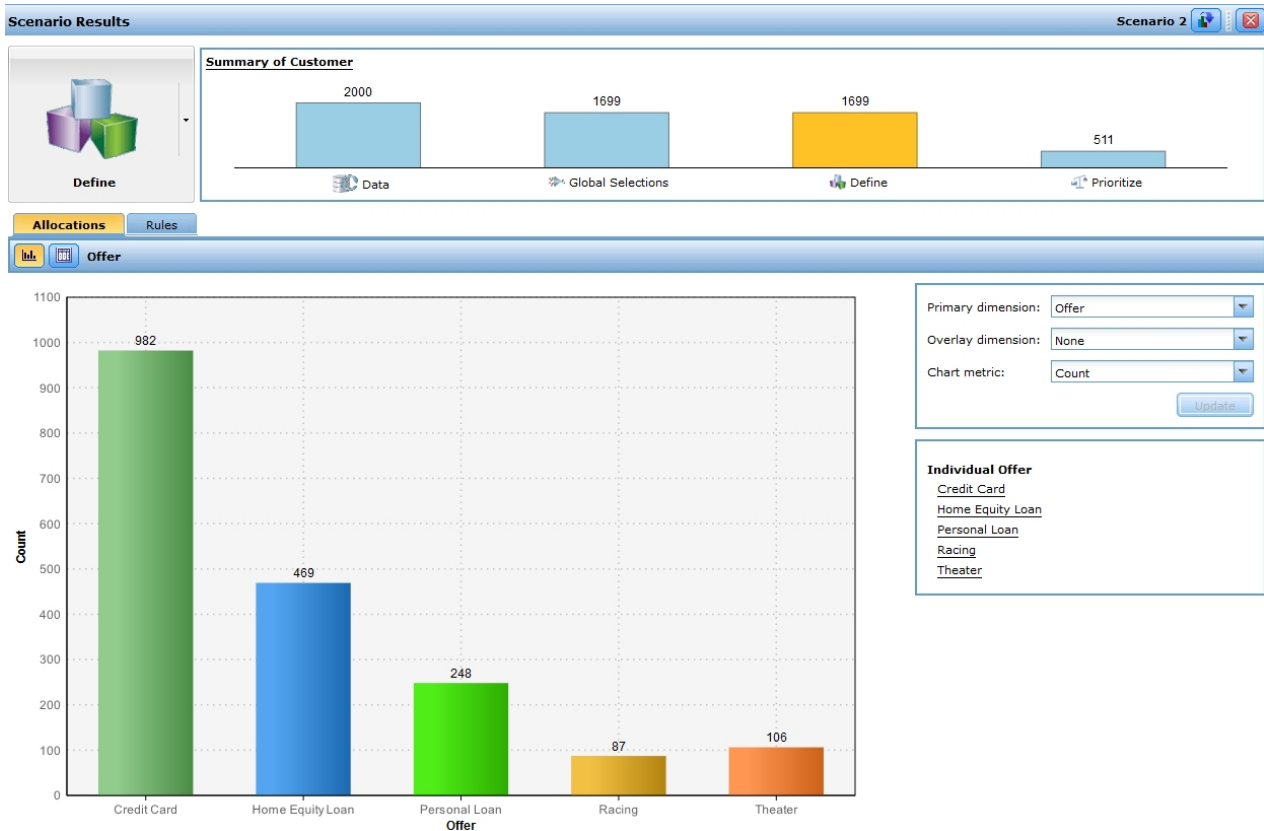 Scenario Results
Scenario 2
Define
Summary of Customer
2000
1699
1699
511
Data
Global Selections
Define
Prioritize
Allocations
Rules
Offer
1100
1000
900
800
700
600
500
400
300
200
100
0
Count
982
469
248
87
106
Credit Card
Home Equity Loan
Personal Loan
Racing
Theater
Offer
Primary dimension: Offer
Overlay dimension: None
Chart metric: Count
Update
Individual Offer
Credit Card
Home Equity Loan
Personal Loan
Racing
Theater